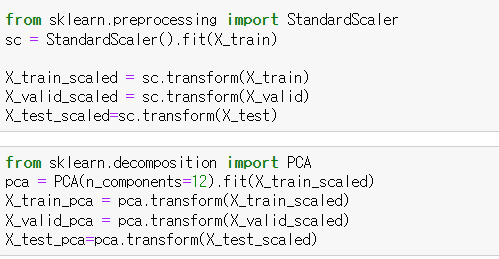 from sklearn.preprocessing import StandardScaler
sc = StandardScaler().fit(X_train)
X_train_scaled = sc.transform(X_train)
X_valid_scaled = sc.transform(X_valid)
X_test_scaled=sc.transform(X_test)
from sklearn.decomposition import PCA
pca = PCA(n_components=12).fit(X_train_scaled)
X_train_pca = pca.transform(X_train_scaled)
X_valid_pca = pca.transform(X_valid_scaled)
X_test_pca=pca.transform(X_test_scaled)